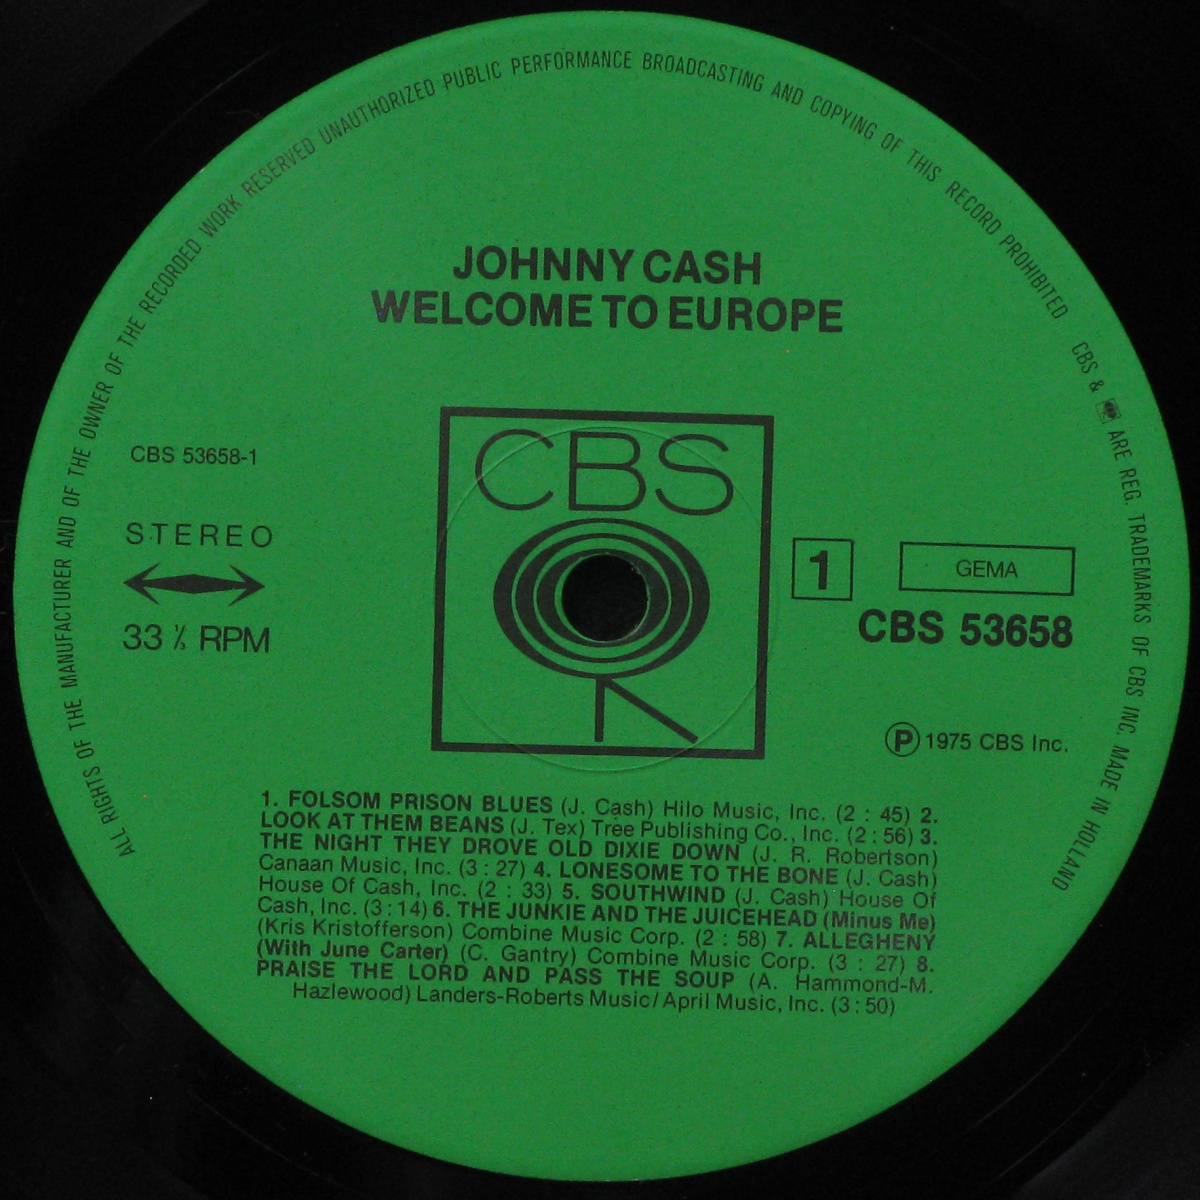 ALL RIGHTS OF THE MANUFACTURER AND OF THE OWNER OF THE RECORDED WORK RESERVED UNAUTHORIZED PUBLIC PERFORMANCE BROADCASTING AND COPYING OF THIS RECORD PROHIBITED CBS & ARE REG. TRADEMARKS OF CBS INC. MADE IN HOLLAND
JOHNNY CASH
WELCOME TO EUROPE
CBS
CBS 53658-1
STEREO
33 ⅓ RPM
1
GEMA
CBS 53658
Ⓟ 1975 CBS Inc.
1. FOLSOM PRISON BLUES (J. Cash) Hilo Music, Inc. (2 : 45) 2.
LOOK AT THEM BEANS (J. Tex) Tree Publishing Co., Inc. (2 : 56) 3.
THE NIGHT THEY DROVE OLD DIXIE DOWN (J. R. Robertson)
Canaan Music, Inc. (3 : 27) 4. LONESOME TO THE BONE (J. Cash)
House Of Cash, Inc. (2 : 33) 5. SOUTHWIND (J. Cash) House Of
Cash, Inc. (3 : 14) 6. THE JUNKIE AND THE JUICEHEAD (Minus Me)
(Kris Kristofferson) Combine Music Corp. (2 : 58) 7. ALLEGHENY
(With June Carter) (C. Gantry) Combine Music Corp. (3 : 27) 8.
PRAISE THE LORD AND PASS THE SOUP (A. Hammond-M.
Hazlewood) Landers-Roberts Music/April Music, Inc. (3 : 50)